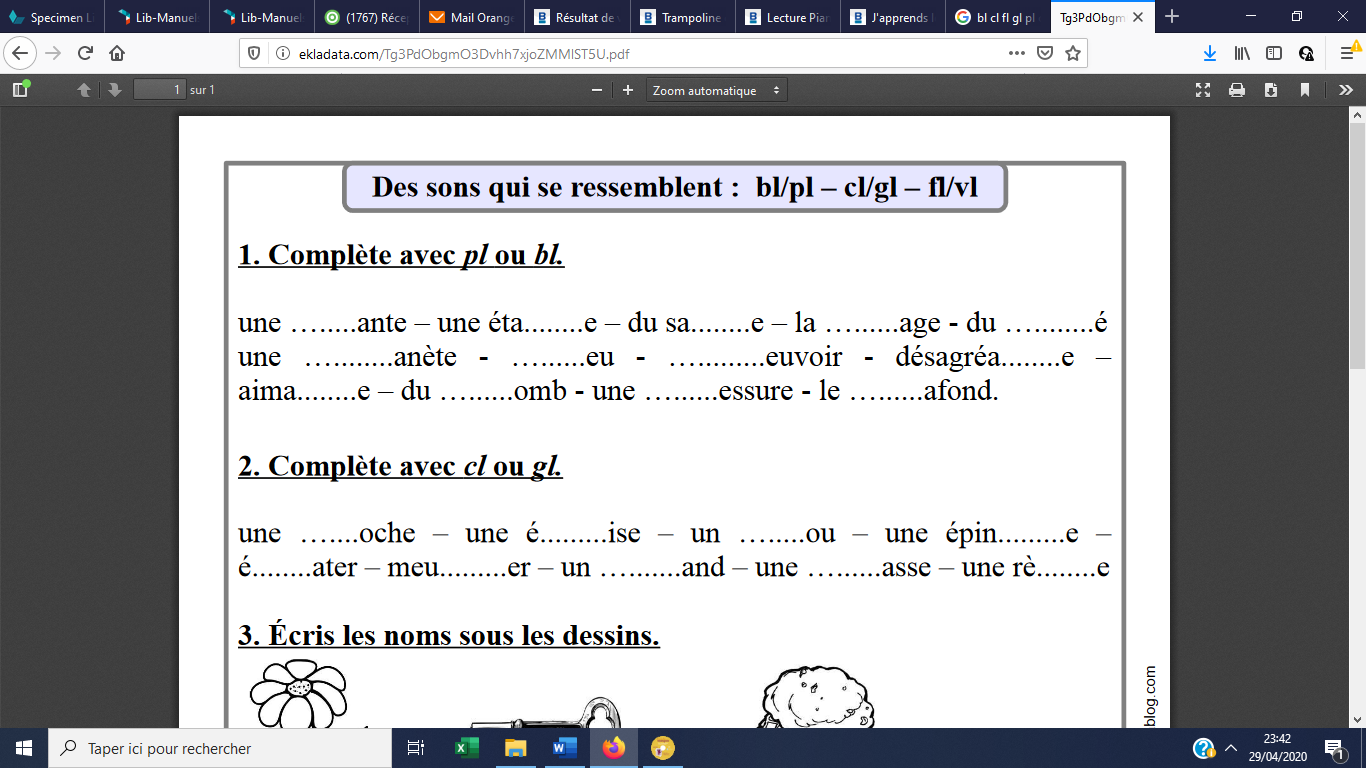 Specimen Li
Lib-Manuel
Lib-Manuel
(1767) Récep
Mail Orange
Résultat de
Trampoline
Lecture Pian
J'apprends
bl cl fl gl pl
Tg3PdObgm
ekladata.com/Tg3PdObgmO3Dvhh7xjoZMMlST5U.pdf
1 sur 1
Zoom automatique
Des sons qui se ressemblent : bl/pl – cl/gl – fl/vl
1. Complète avec pl ou bl.
une ….....ante – une éta........e – du sa........e – la ….......age - du ….........é
une ….........anète - ….......eu - ….........euvoir - désagréa........e –
aima........e – du ….......omb - une ….......essure - le ….......afond.
2. Complète avec cl ou gl.
une …....oche – une é.........ise – un ….....ou – une épin.........e –
é........ater – meu.........er – un ….......and – une ….......asse – une rè........e
3. Écris les noms sous les dessins.
blog.com
Taper ici pour rechercher
23:42
29/04/2020
1